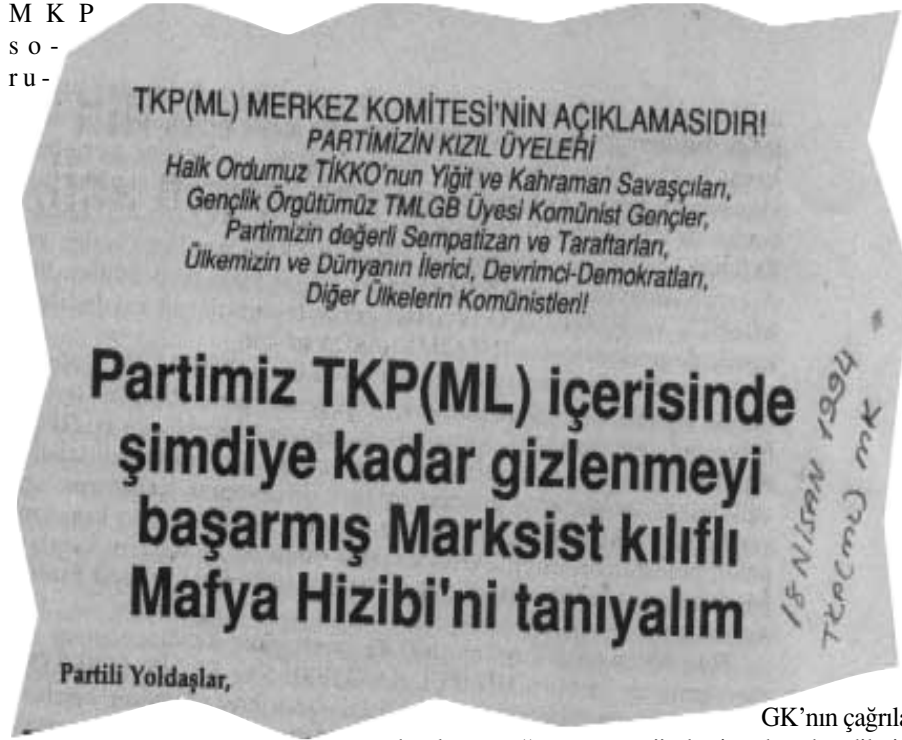 M K P
s o -
r u -
TKP(ML) MERKEZ KOMİTESİ'NİN AÇIKLAMASIDIR!
PARTİMİZİN KIZIL ÜYELERİ
Halk Ordumuz TİKKO'nun Yiğit ve Kahraman Savaşçıları,
Gençlik Örgütümüz TMLGB Üyesi Komünist Gençler,
Partimizin değerli Sempatizan ve Taraftarları,
Ülkemizin ve Dünyanın İlerici, Devrimci-Demokratları,
Diğer Ülkelerin Komünistleri!
Partimiz TKP(ML) içerisinde
şimdiye kadar gizlenmeyi
başarmış Marksist kılıflı
Mafya Hizibi'ni tanıyalım
18 NİSAN 1994
TKP(ML) MK
Partili Yoldaşlar,
GK'nın çağrıla